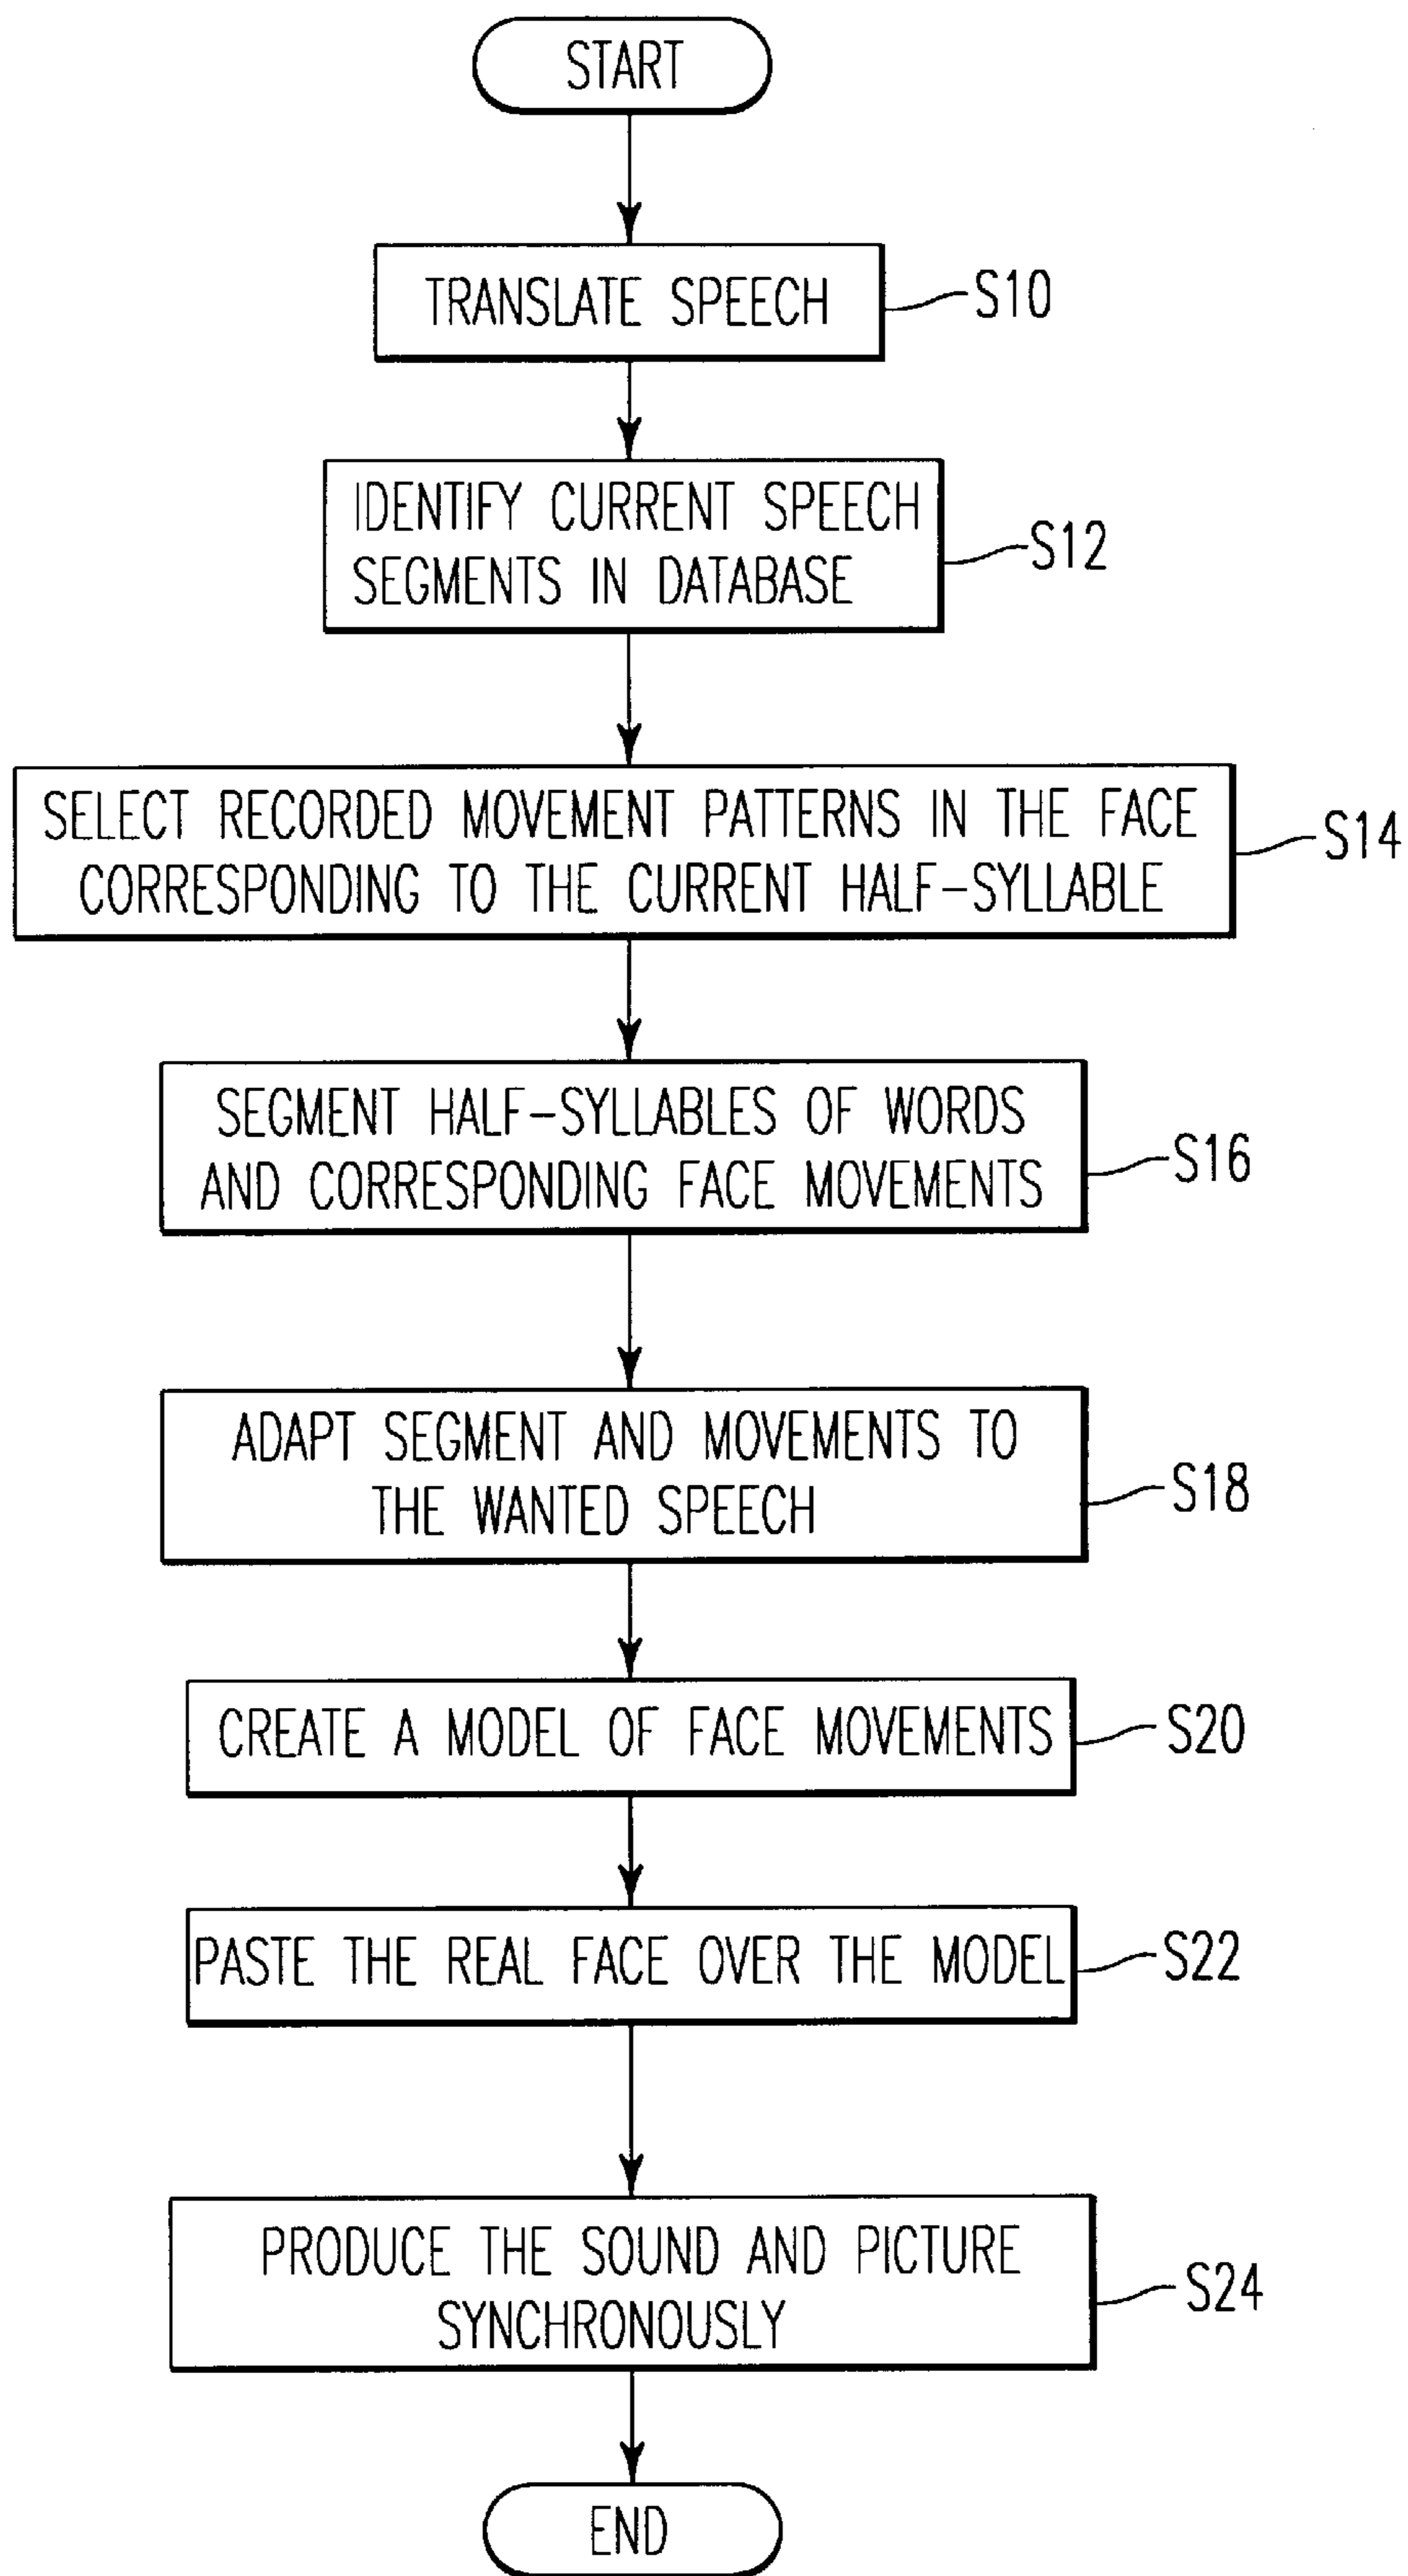 START
TRANSLATE SPEECH
S10
IDENTIFY CURRENT SPEECH
SEGMENTS IN DATABASE
S12
SELECT RECORDED MOVEMENT PATTERNS IN THE FACE
CORRESPONDING TO THE CURRENT HALF-SYLLABLE
S14
SEGMENT HALF-SYLLABLES OF WORDS
AND CORRESPONDING FACE MOVEMENTS
S16
ADAPT SEGMENT AND MOVEMENTS TO
THE WANTED SPEECH
S18
CREATE A MODEL OF FACE MOVEMENTS
S20
PASTE THE REAL FACE OVER THE MODEL
S22
PRODUCE THE SOUND AND PICTURE
SYNCHRONOUSLY
S24
END